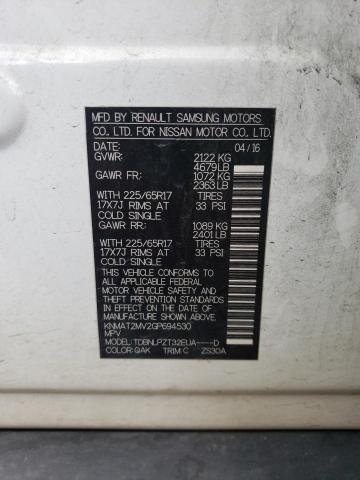 MFD BY RENAULT SAMSUNG MOTORS
CO., LTD. FOR NISSAN MOTOR CO., LTD.
DATE: 04/16
GVWR: 2122 KG
4679LB
GAWR FR: 1072 KG
2363LB
WITH 225/65R17 TIRES
17X7J RIMS AT 33 PSI
COLD SINGLE
GAWR RR: 1089 KG
2401LB
WITH 225/65R17 TIRES
17X7J RIMS AT 33 PSI
COLD SINGLE
THIS VEHICLE CONFORMS TO
ALL APPLICABLE FEDERAL
MOTOR VEHICLE SAFETY,
BUMPER, AND THEFT PREVENTION
STANDARDS IN EFFECT ON THE
DATE OF MANUFACTURE
SHOWN ABOVE.
KNMAT2MV2GP694530
MPV
MODEL:TDBNLPZT32EUA----D
COLOR:QAK TRIM:C ZS30A